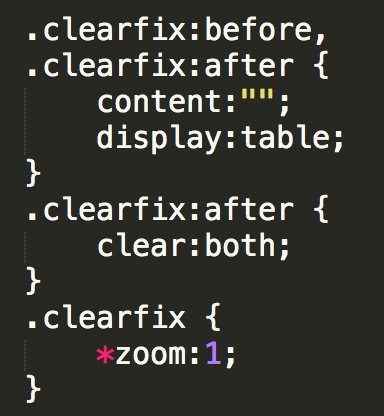 .clearfix:before,
.clearfix:after {
    content:"";
    display:table;
}
.clearfix:after {
    clear:both;
}
.clearfix {
    *zoom:1;
}